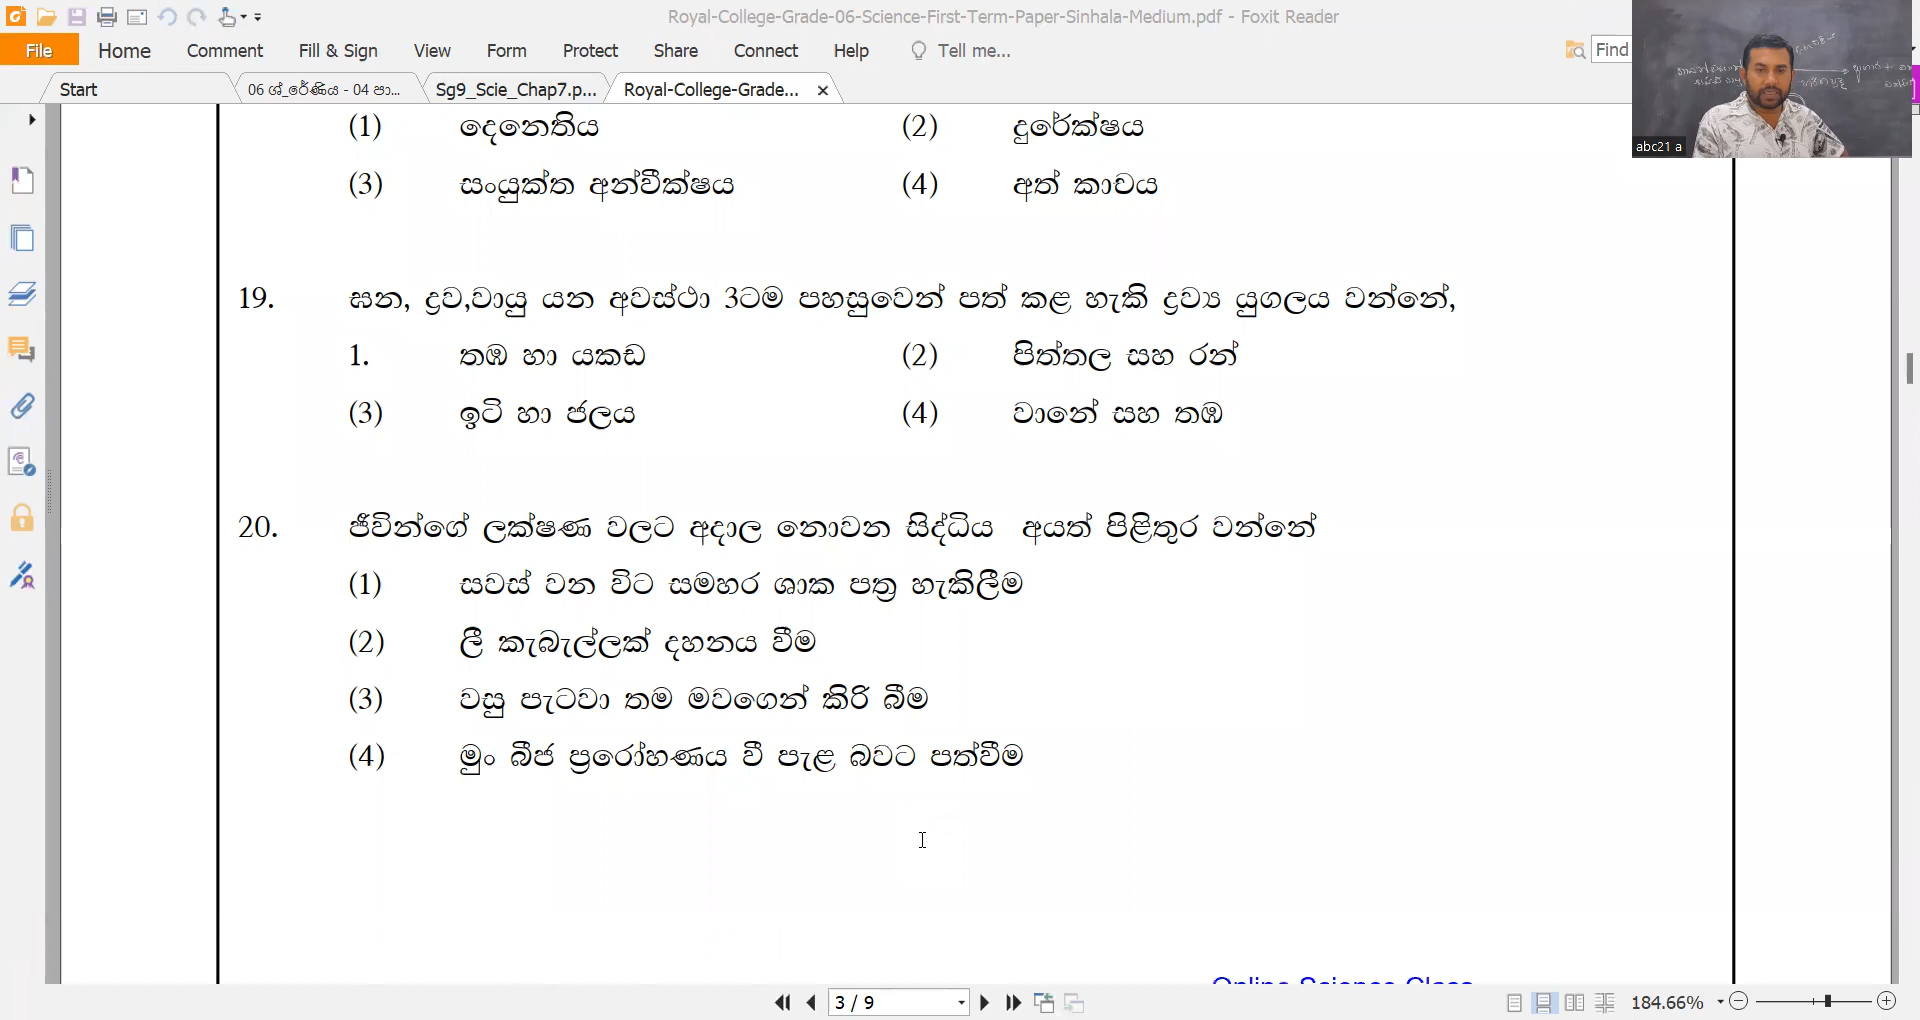 Royal-College-Grade-06-Science-First-Term-Paper-Sinhala-Medium.pdf - Foxit Reader
File Home Comment Fill & Sign View Form Protect Share Connect Help Tell me... Find
Start 06 ශ්‍රේණිය - 04 පා... Sg9_Scie_Chap7.p... Royal-College-Grade...
abc21 a
(1) දෙනෙතිය (2) දුරේක්ෂය
(3) සංයුක්ත අන්වීක්ෂය (4) අත් කාචය
19. ඝන, ද්‍රව,වායු යන අවස්ථා 3ටම පහසුවෙන් පත් කළ හැකි ද්‍රව්‍ය යුගලය වන්නේ,
1. තඹ හා යකඩ (2) පිත්තල සහ රන්
(3) ඉටි හා ජලය (4) වානේ සහ තඹ
20. ජීවින්ගේ ලක්ෂණ වලට අදාල නොවන සිද්ධිය අයත් පිළිතුර වන්නේ
(1) සවස් වන විට සමහර ශාක පත්‍ර හැකිලීම
(2) ලී කැබැල්ලක් දහනය වීම
(3) වසු පැටවා තම මවගෙන් කිරි බීම
(4) මුං බීජ ප්‍රරෝහණය වී පැළ බවට පත්වීම
Online Science Class
3 / 9 184.66%